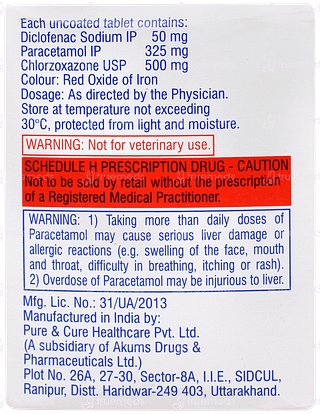 Each uncoated tablet contains:
Diclofenac Sodium IP 50 mg
Paracetamol IP 325 mg
Chlorzoxazone USP 500 mg
Colour: Red Oxide of Iron
Dosage: As directed by the Physician.
Store at temperature not exceeding
30°C, protected from light and moisture.
WARNING: Not for veterinary use.
SCHEDULE H PRESCRIPTION DRUG - CAUTION
Not to be sold by retail without the prescription
of a Registered Medical Practitioner.
WARNING: 1) Taking more than daily doses of
Paracetamol may cause serious liver damage or
allergic reactions (e.g. swelling of the face, mouth
and throat, difficulty in breathing, itching or rash).
2) Overdose of Paracetamol may be injurious to liver.
Mfg. Lic. No.: 31/UA/2013
Manufactured in India by:
Pure & Cure Healthcare Pvt. Ltd.
(A subsidiary of Akums Drugs &
Pharmaceuticals Ltd.)
Plot No. 26A, 27-30, Sector-8A, I.I.E., SIDCUL,
Ranipur, Distt. Haridwar-249 403, Uttarakhand.